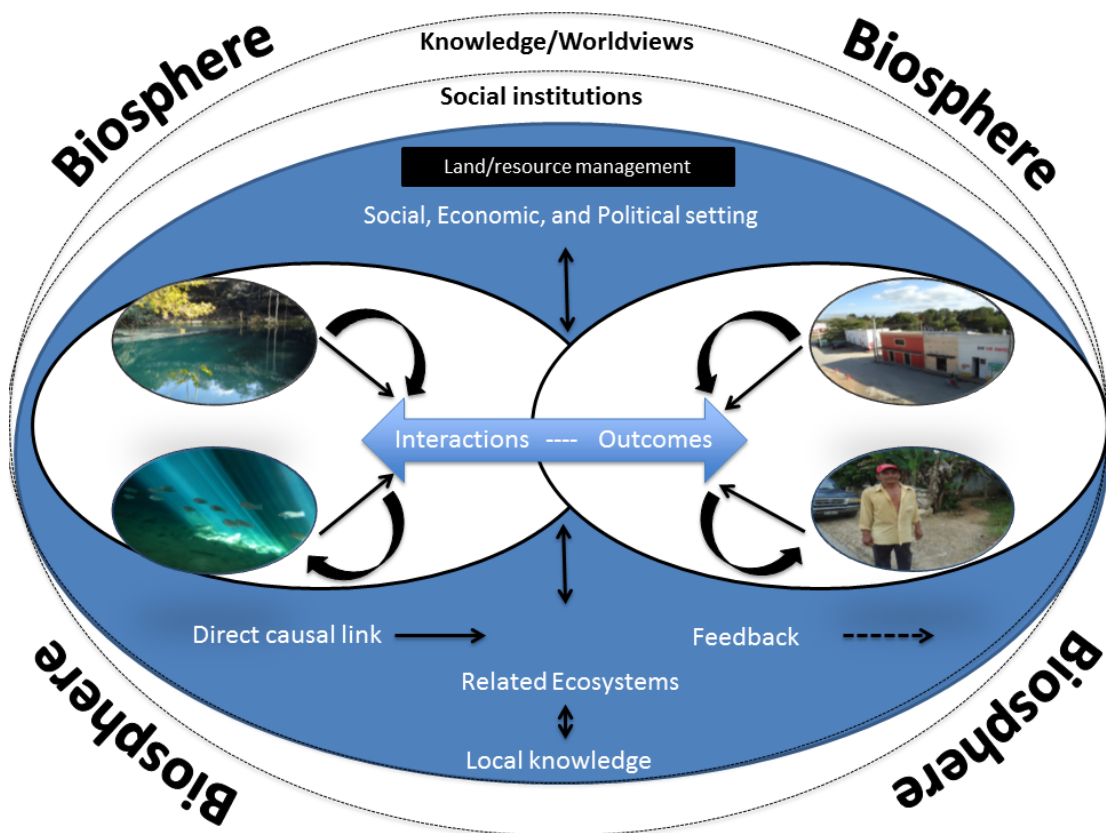 Biosphere
Knowledge/Worldviews
Biosphere
Social institutions
Land/resource management
Social, Economic, and Political setting
Interactions ---- Outcomes
Direct causal link
Feedback
Related Ecosystems
Local knowledge
Biosphere
Biosphere